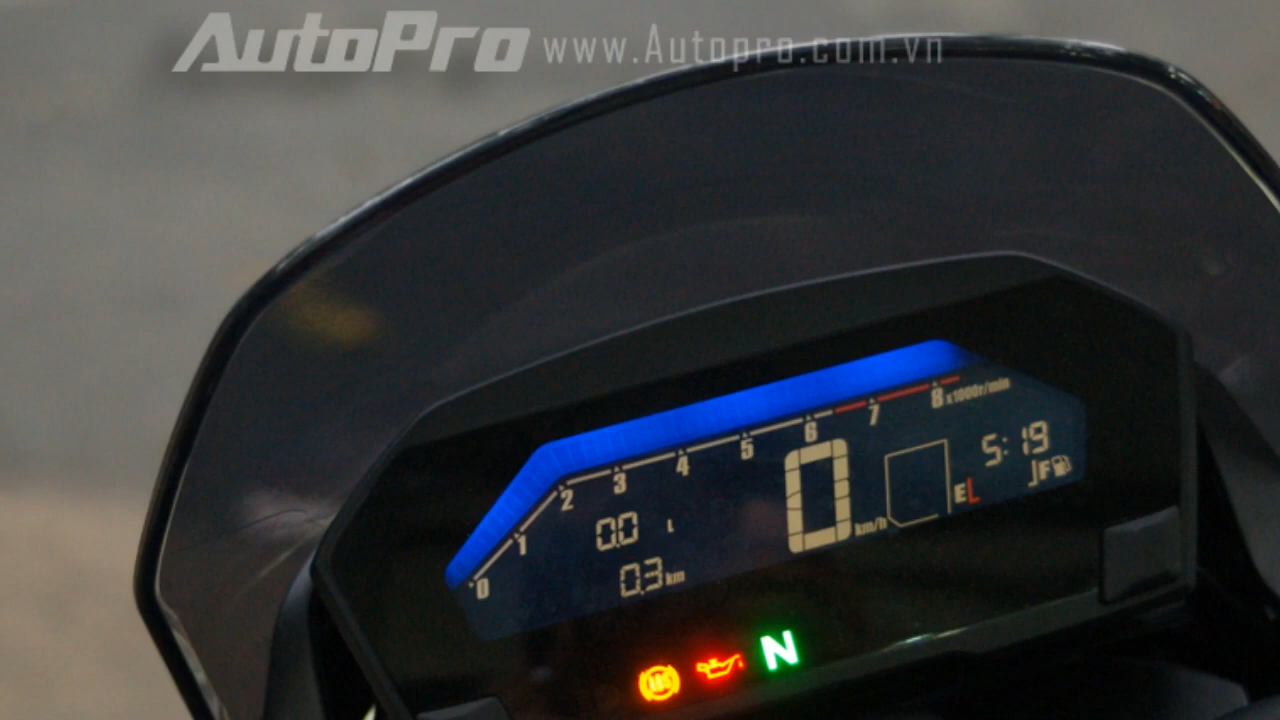 AutoPro www.Autopro.com.vn
0 1 2 3 4 5 6 7 8 x1000r/min
5:19
0.0 L
0 km/h
E F
0.3 km
ABS
N